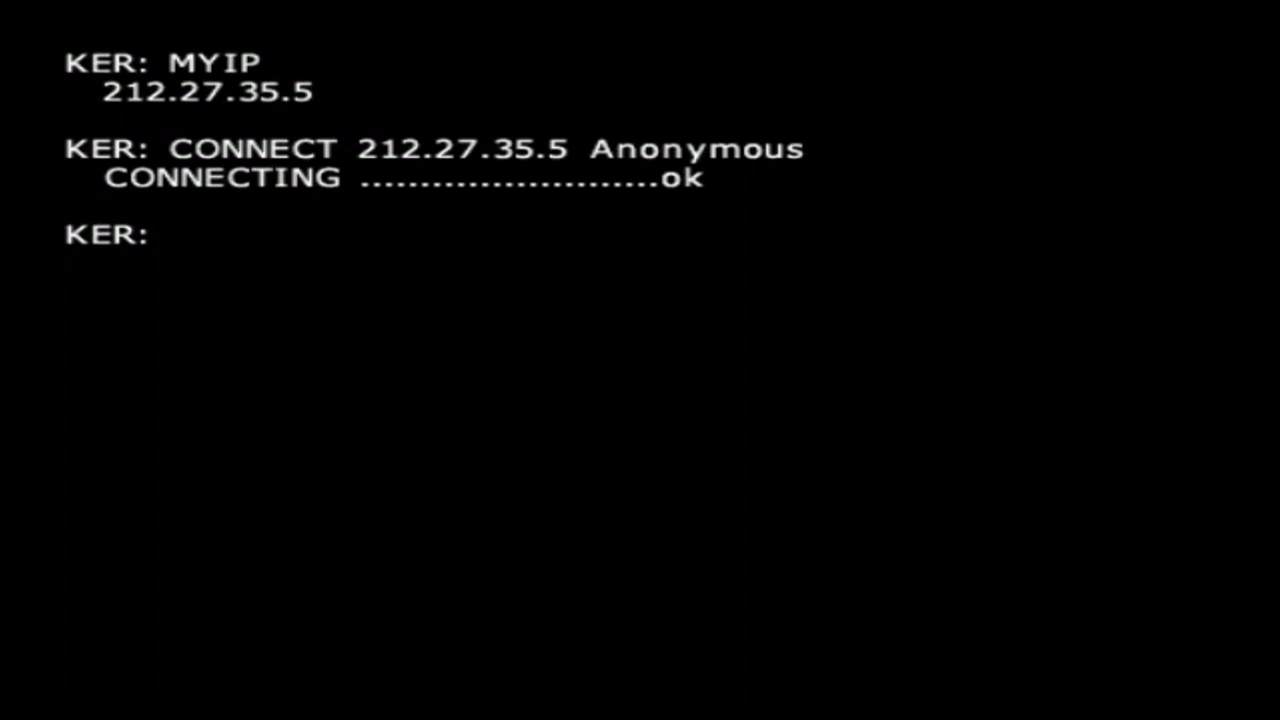 KER: MYIP
212.27.35.5
KER: CONNECT 212.27.35.5 Anonymous
CONNECTING .........................ok
KER: